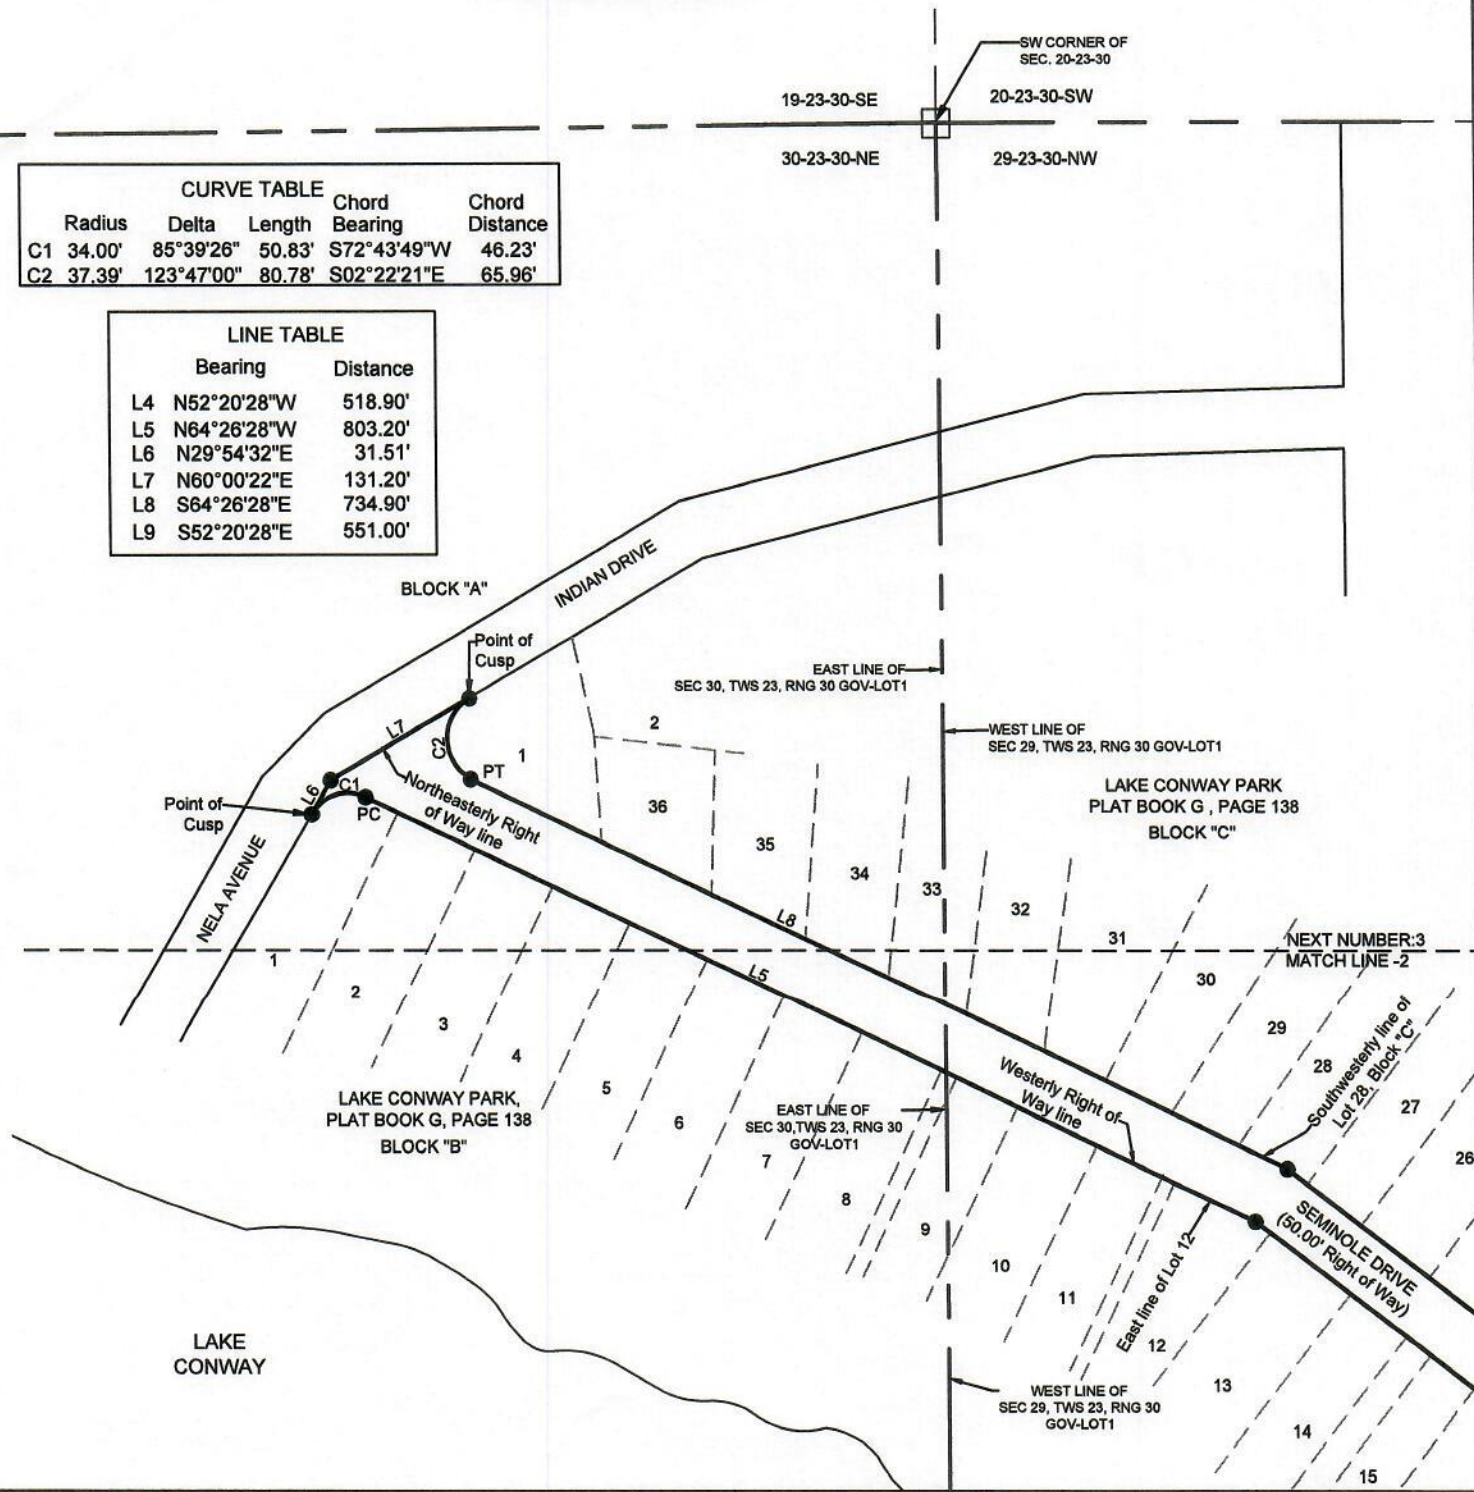 SW CORNER OF
SEC. 20-23-30
19-23-30-SE
20-23-30-SW
30-23-30-NE
29-23-30-NW
CURVE TABLE
Radius Delta Length Chord Bearing Chord Distance
C1 34.00' 85°39'26" 50.83' S72°43'49"W 46.23'
C2 37.39' 123°47'00" 80.78' S02°22'21"E 65.96'
LINE TABLE
Bearing Distance
L4 N52°20'28"W 518.90'
L5 N64°26'28"W 803.20'
L6 N29°54'32"E 31.51'
L7 N60°00'22"E 131.20'
L8 S64°26'28"E 734.90'
L9 S52°20'28"E 551.00'
BLOCK "A"
INDIAN DRIVE
Point of
Cusp
EAST LINE OF
SEC 30, TWS 23, RNG 30 GOV-LOT1
WEST LINE OF
SEC 29, TWS 23, RNG 30 GOV-LOT1
L7
C2
1
2
PT
Northeasterly Right
of Way line
L6
C1
PC
Point of
Cusp
NELA AVENUE
36
35
34
33
32
31
30
29
28
27
26
LAKE CONWAY PARK
PLAT BOOK G , PAGE 138
BLOCK "C"
L8
L5
NEXT NUMBER:3
MATCH LINE -2
Southwesterly line of
Lot 28, Block "C"
Westerly Right of
Way line
1
2
3
4
5
6
7
8
9
10
11
12
13
14
15
LAKE CONWAY PARK,
PLAT BOOK G, PAGE 138
BLOCK "B"
EAST LINE OF
SEC 30,TWS 23, RNG 30
GOV-LOT1
SEMINOLE DRIVE
(50.00' Right of Way)
East line of Lot 12
LAKE
CONWAY
WEST LINE OF
SEC 29, TWS 23, RNG 30
GOV-LOT1